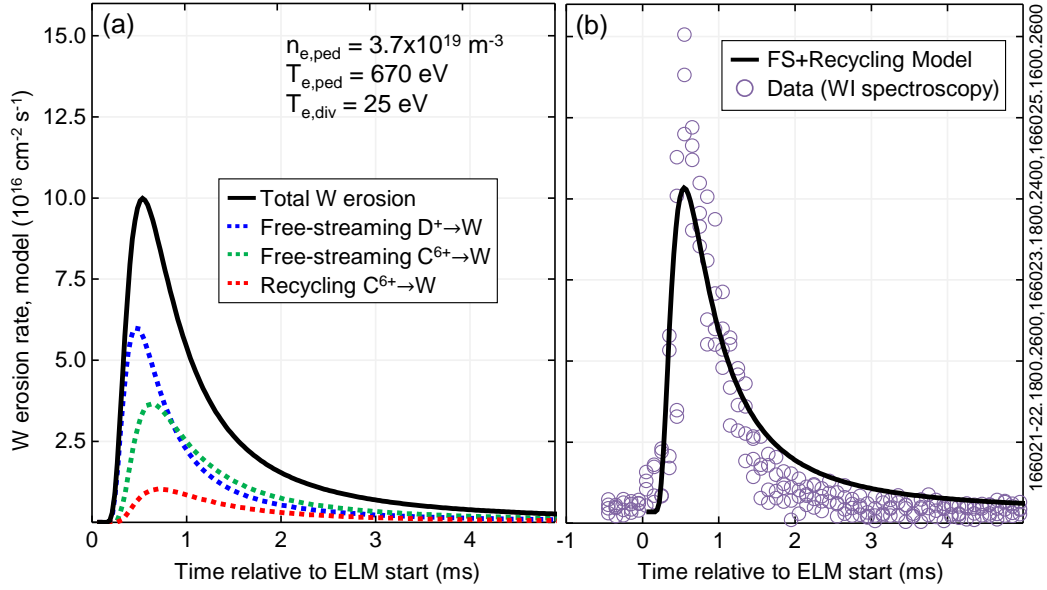 (a)
n_e,ped = 3.7x10^19 m^-3
T_e,ped = 670 eV
T_e,div = 25 eV
Total W erosion
Free-streaming D^+→W
Free-streaming C^6+→W
Recycling C^6+→W
15.0
12.5
10.0
7.5
5.0
2.5
W erosion rate, model (10^16 cm^-2 s^-1)
0 1 2 3 4
Time relative to ELM start (ms)
(b)
FS+Recycling Model
Data (WI spectroscopy)
-1 0 1 2 3 4 5
Time relative to ELM start (ms)
166021-22.1800.2600,166023.1800.2400,166025.1600.2600